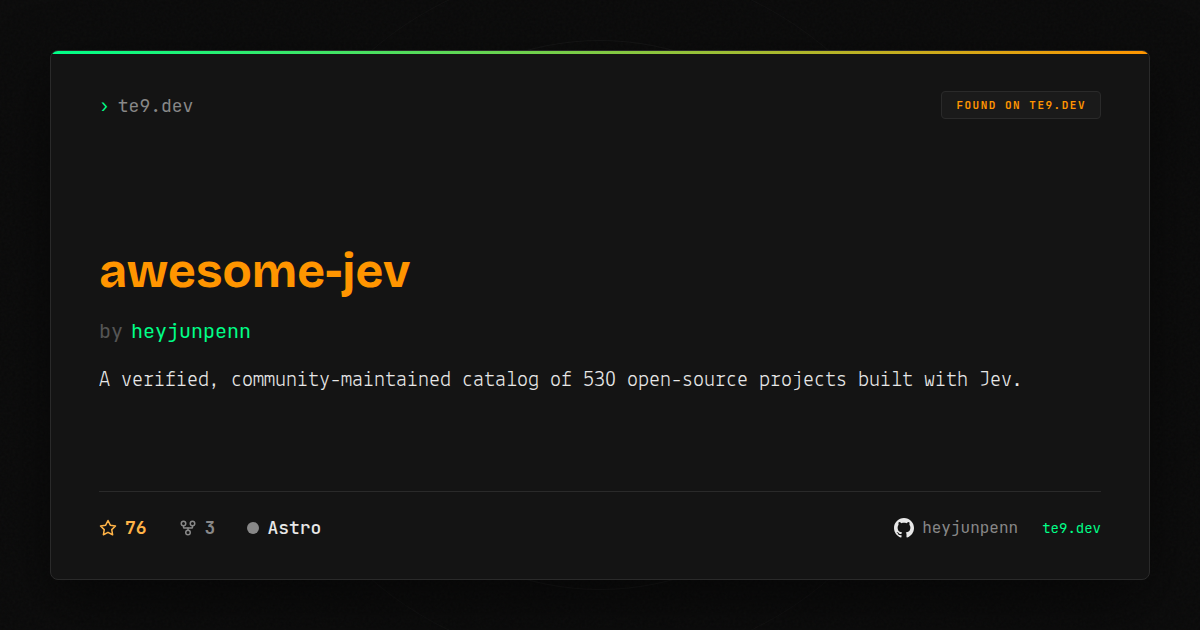 › te9.dev
FOUND ON TE9.DEV
awesome-jev
by heyjunpenn
A verified, community-maintained catalog of 530 open-source projects built with Jev.
76 3 Astro
heyjunpenn te9.dev